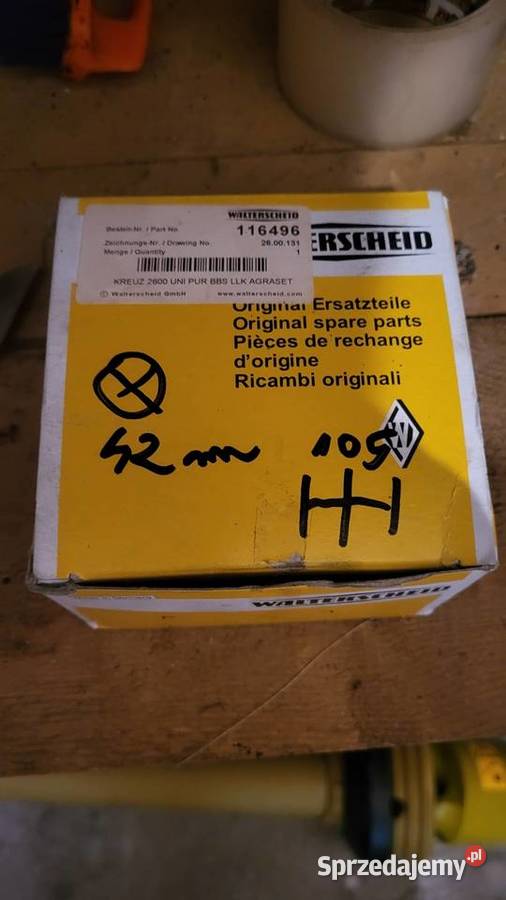 WALTERSCHEID
Bestell-Nr. / Part No. 116496
Zeichnungs-Nr. / Drawing No. 26.00.131
Menge / Quantity 1
KREUZ 2600 UNI PUR BBS LLK AGRASET
© Walterscheid GmbH www.walterscheid.com
ERSCHEID
Original Ersatzteile
Original spare parts
Pièces de rechange
d'origine
Ricambi originali
42 mm 105
WALTERSCHEID
Sprzedajemy.pl